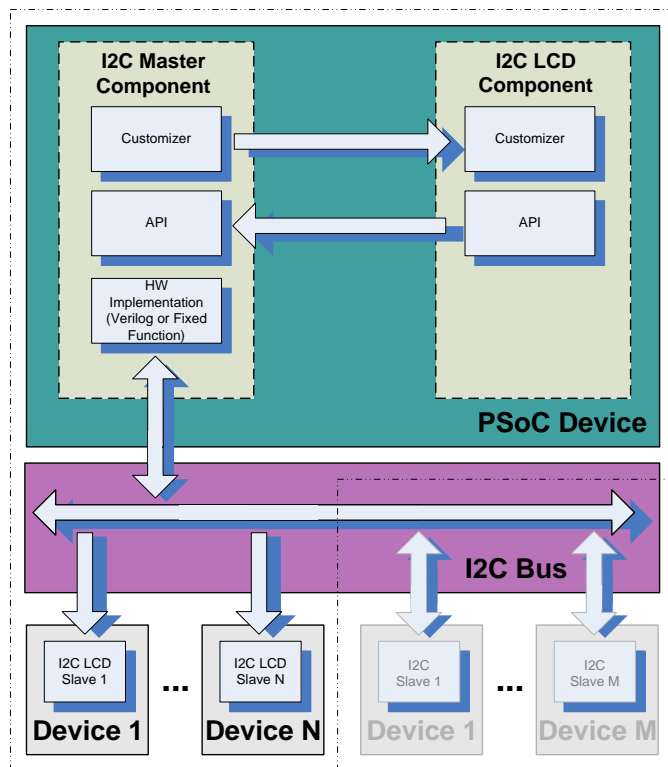 I2C Master
Component
I2C LCD
Component
Customizer
Customizer
API
API
HW
Implementation
(Verilog or Fixed
Function)
PSoC Device
I2C Bus
I2C LCD
Slave 1
...
I2C LCD
Slave N
I2C
Slave 1
...
I2C
Slave M
Device 1
Device N
Device 1
Device M